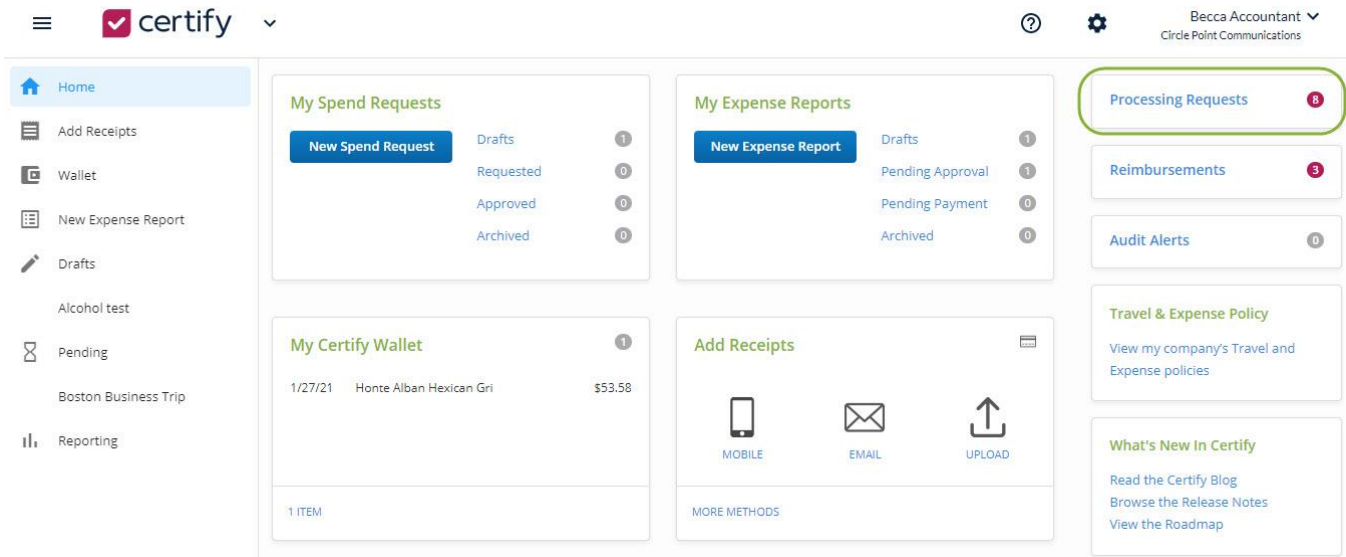 certify
Becca Accountant
Circle Point Communications
Home
Add Receipts
Wallet
New Expense Report
Drafts
Alcohol test
Pending
Boston Business Trip
Reporting
My Spend Requests
New Spend Request
Drafts 1
Requested 0
Approved 0
Archived 0
My Expense Reports
New Expense Report
Drafts 1
Pending Approval 1
Pending Payment 0
Archived 0
My Certify Wallet 1
1/27/21 Honte Alban Hexican Gri $53.58
1 ITEM
Add Receipts
MOBILE EMAIL UPLOAD
MORE METHODS
Processing Requests 8
Reimbursements 3
Audit Alerts 0
Travel & Expense Policy
View my company's Travel and
Expense policies
What's New In Certify
Read the Certify Blog
Browse the Release Notes
View the Roadmap